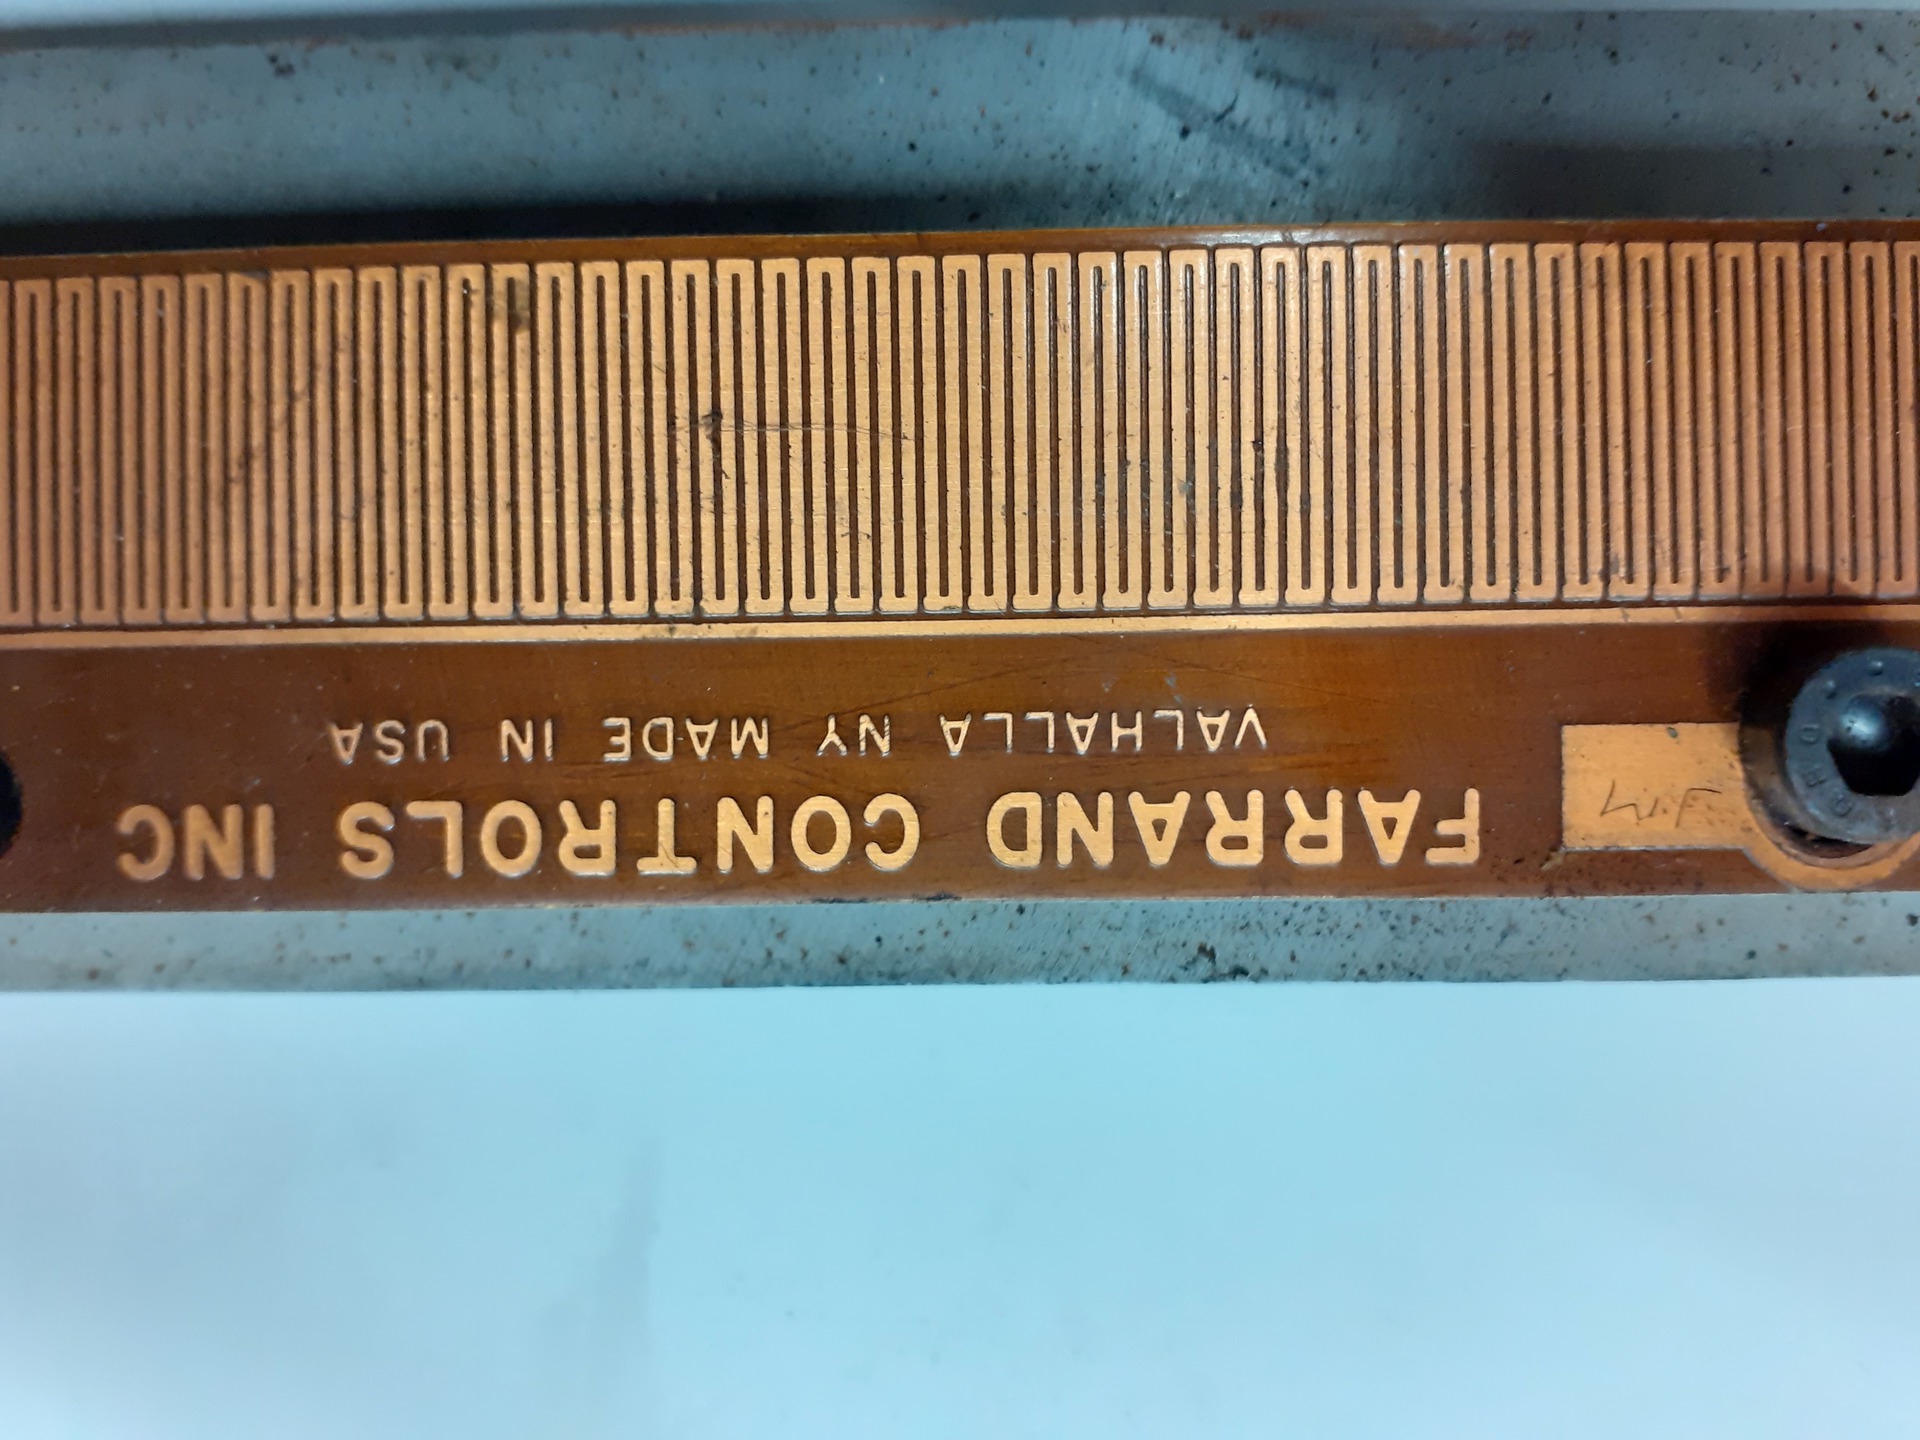 FARRAND CONTROLS INC
VALHALLA NY MADE IN USA